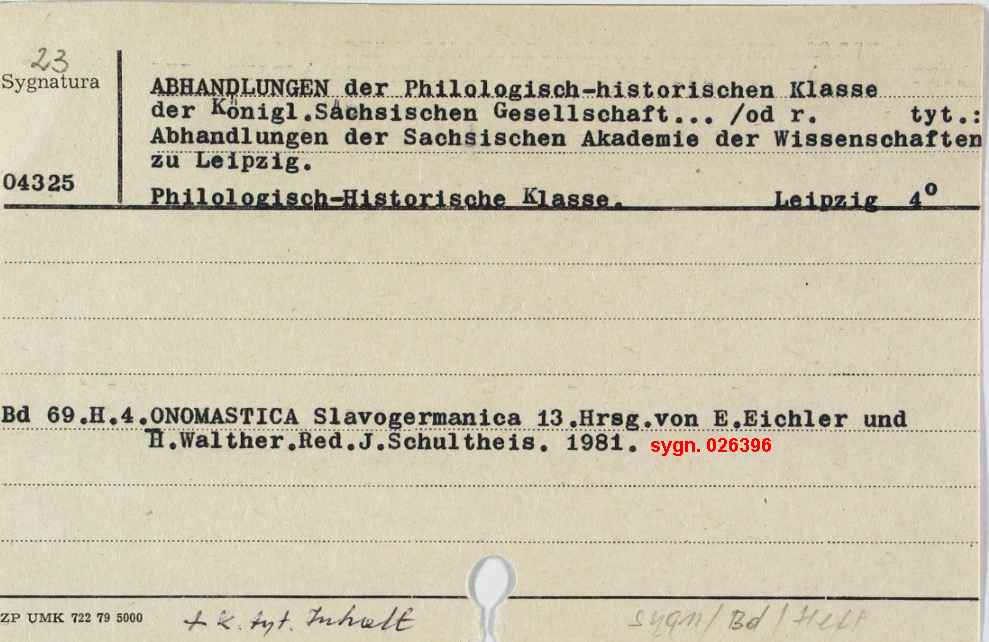 23
Sygnatura
04325
ABHANDLUNGEN der Philologisch-historischen Klasse
der Königl.Sächsischen Gesellschaft... /od r. tyt.:
Abhandlungen der Sachsischen Akademie der Wissenschaften
zu Leipzig.
Philologisch-Historische Klasse. Leipzig 4°
Bd 69.H.4.ONOMASTICA Slavogermanica 13.Hrsg.von E.Eichler und
H.Walther.Red.J.Schultheis. 1981. sygn. 026396
ZP UMK 722 79 5000
+ k. tyt. Inhalt
sygn/Bd/Heft